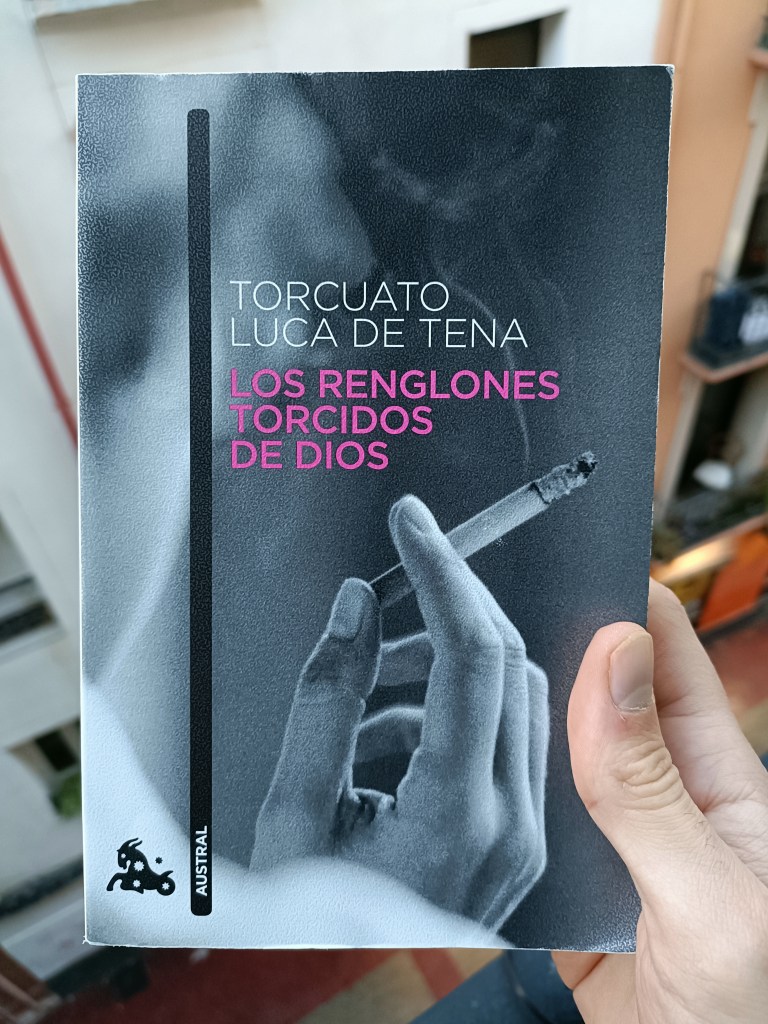 TORCUATO
LUCA DE TENA
LOS RENGLONES
TORCIDOS
DE DIOS
AUSTRAL